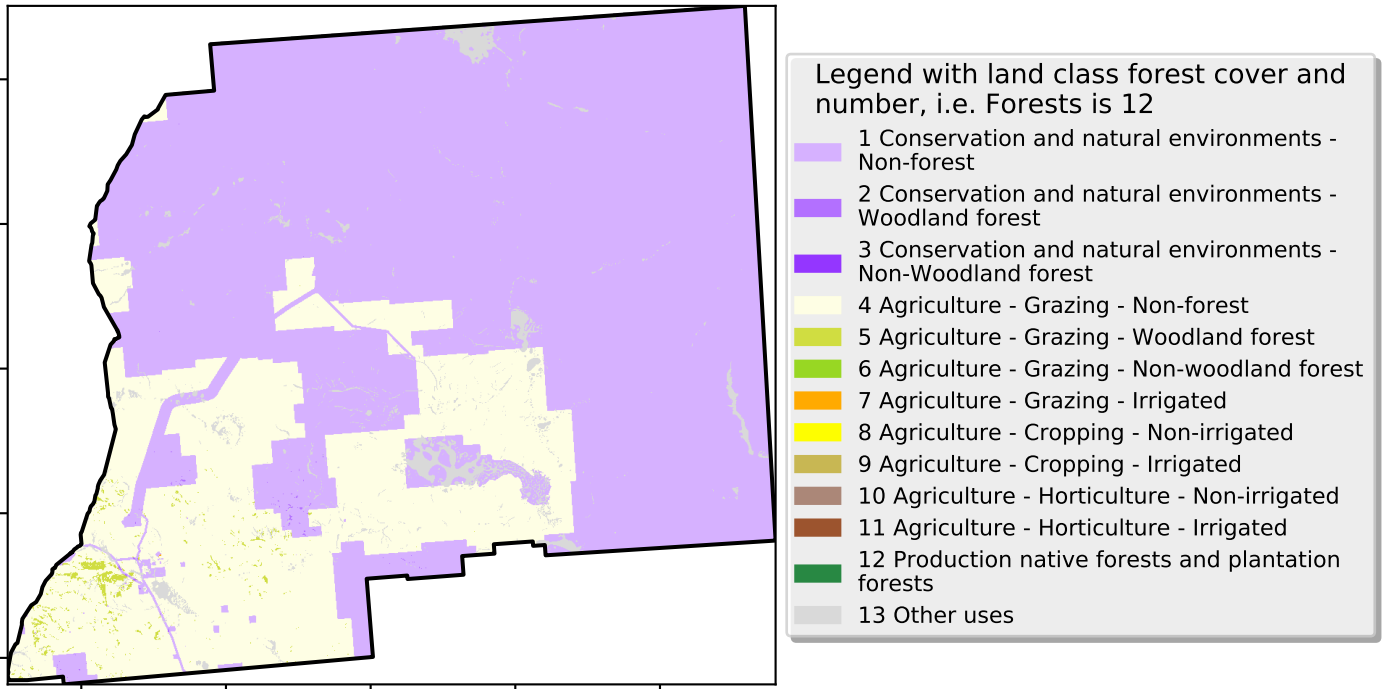 Legend with land class forest cover and
number, i.e. Forests is 12
1 Conservation and natural environments -
Non-forest
2 Conservation and natural environments -
Woodland forest
3 Conservation and natural environments -
Non-Woodland forest
4 Agriculture - Grazing - Non-forest
5 Agriculture - Grazing - Woodland forest
6 Agriculture - Grazing - Non-woodland forest
7 Agriculture - Grazing - Irrigated
8 Agriculture - Cropping - Non-irrigated
9 Agriculture - Cropping - Irrigated
10 Agriculture - Horticulture - Non-irrigated
11 Agriculture - Horticulture - Irrigated
12 Production native forests and plantation
forests
13 Other uses